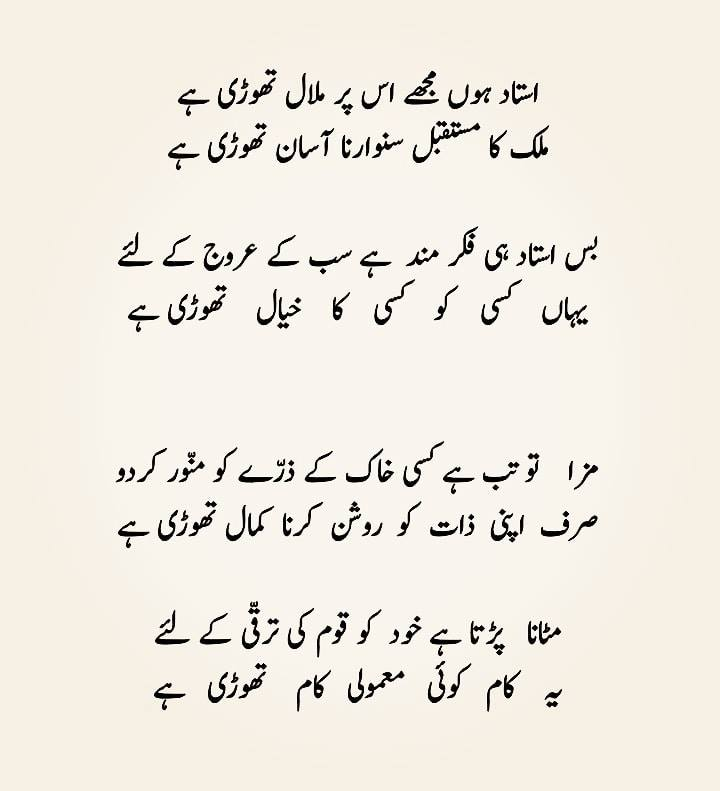 استاد ہوں مجھے اس پر ملال تھوڑی ہے
ملک کا مستقبل سنوارنا آسان تھوڑی ہے
بس استاد ہی فکر مند ہے سب کے عروج کے لئے
یہاں کسی کو کسی کا خیال تھوڑی ہے
مزا تو تب ہے کسی خاک کے ذرّے کو منّور کردو
صرف اپنی ذات کو روشن کرنا کمال تھوڑی ہے
مٹانا پڑتا ہے خود کو قوم کی ترقّی کے لئے
یہ کام کوئی معمولی کام تھوڑی ہے